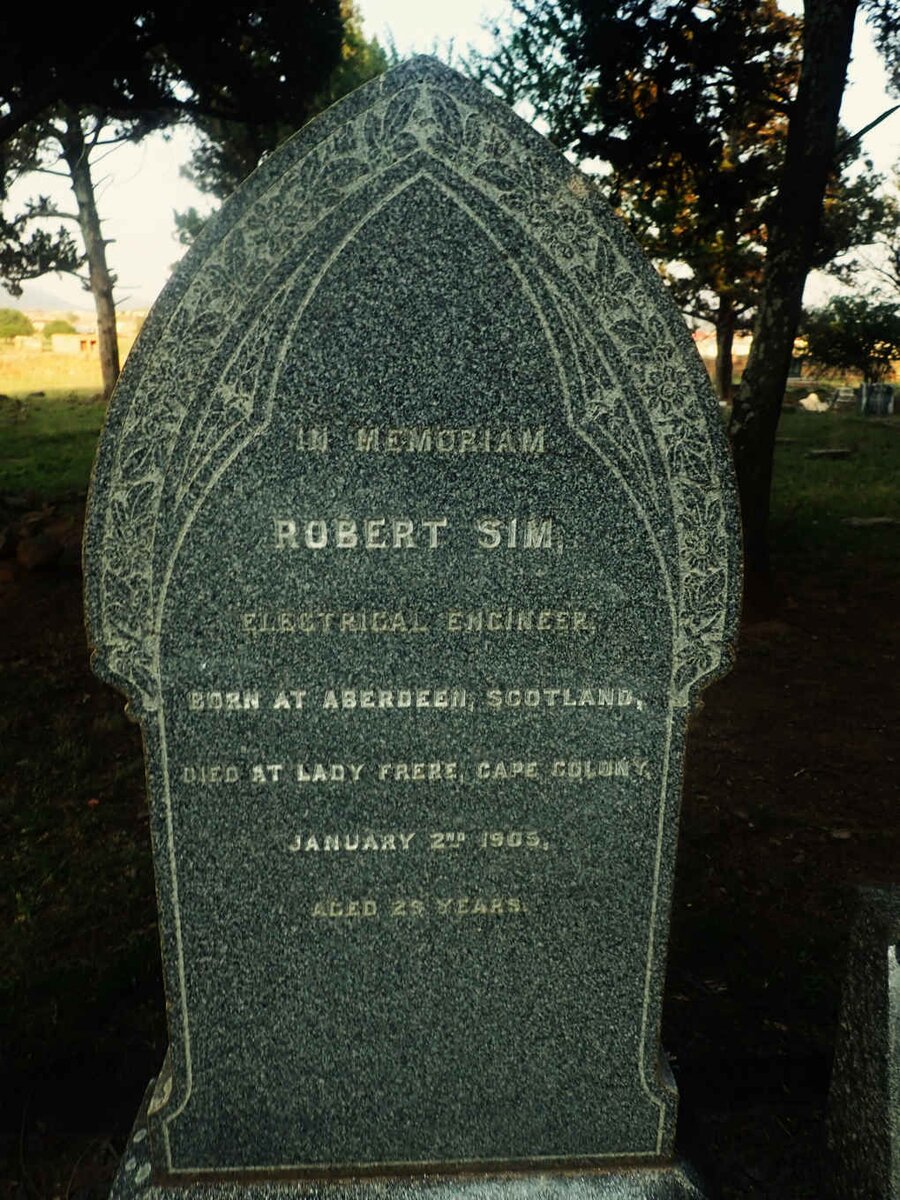 IN MEMORIAM
ROBERT SIM,
ELECTRICAL ENGINEER,
BORN AT ABERDEEN, SCOTLAND,
DIED AT LADY FRERE, CAPE COLONY,
JANUARY 2ND 1905,
AGED YEARS.